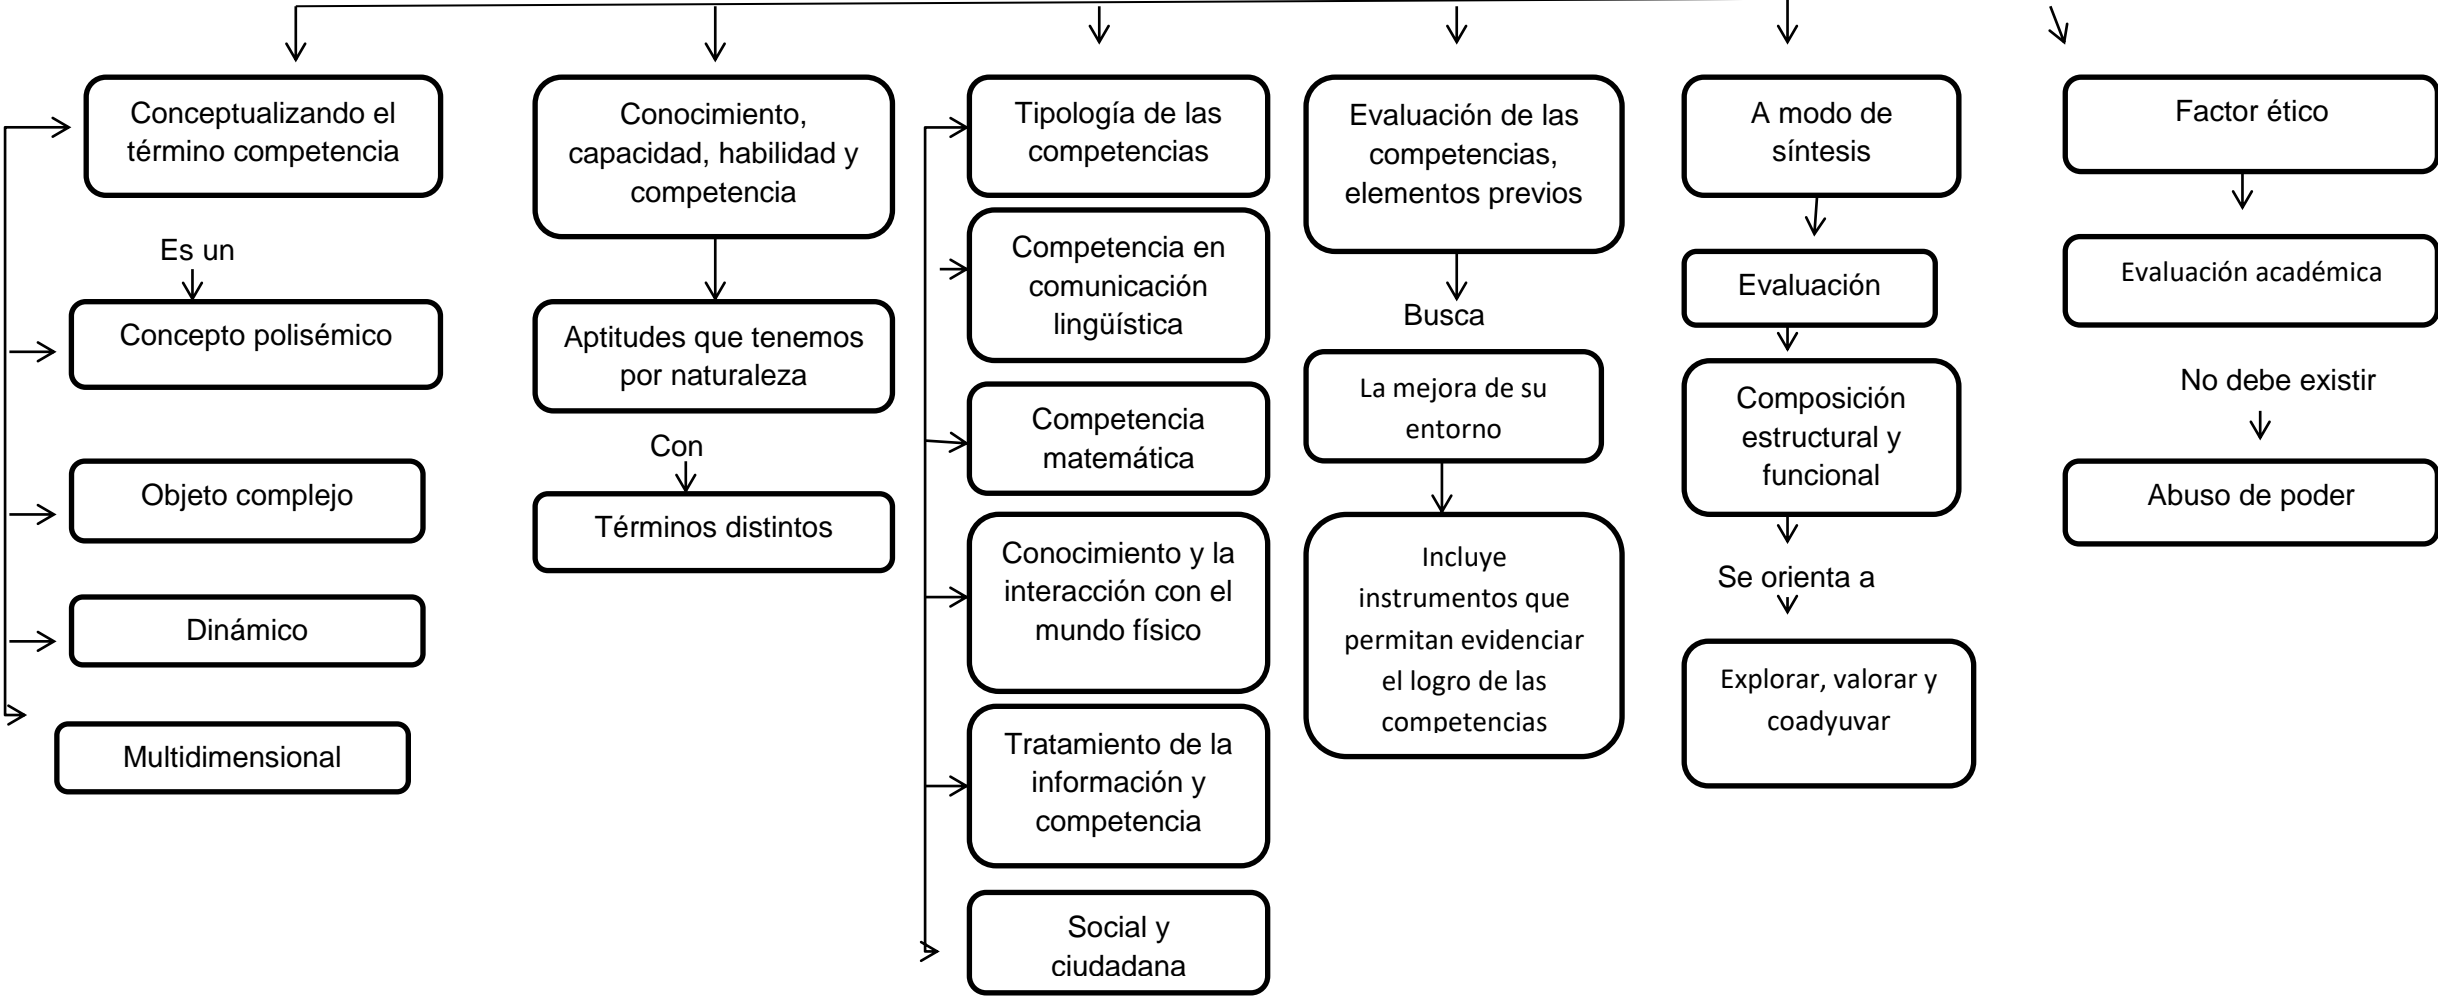 Conceptualizando el
término competencia
Es un
Concepto polisémico
Objeto complejo
Dinámico
Multidimensional
Conocimiento,
capacidad, habilidad y
competencia
Aptitudes que tenemos
por naturaleza
Con
Términos distintos
Tipología de las
competencias
Competencia en
comunicación
lingüística
Competencia
matemática
Conocimiento y la
interacción con el
mundo físico
Tratamiento de la
información y
competencia
Social y
ciudadana
Evaluación de las
competencias,
elementos previos
Busca
La mejora de su
entorno
Incluye
instrumentos que
permitan evidenciar
el logro de las
competencias
A modo de
síntesis
Evaluación
Composición
estructural y
funcional
Se orienta a
Explorar, valorar y
coadyuvar
Factor ético
Evaluación académica
No debe existir
Abuso de poder